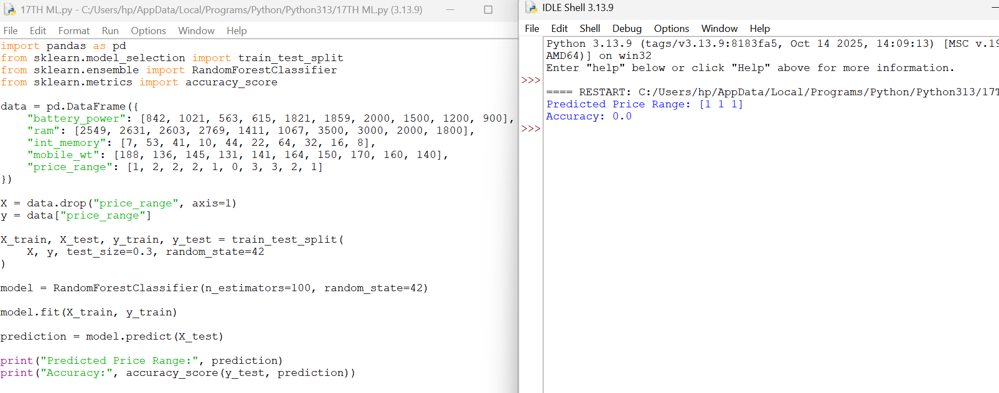 17TH ML.py - C:/Users/hp/AppData/Local/Programs/Python/Python313/17TH ML.py (3.13.9)
File Edit Format Run Options Window Help
import pandas as pd
from sklearn.model_selection import train_test_split
from sklearn.ensemble import RandomForestClassifier
from sklearn.metrics import accuracy_score

data = pd.DataFrame({
    "battery_power": [842, 1021, 563, 615, 1821, 1859, 2000, 1500, 1200, 900],
    "ram": [2549, 2631, 2603, 2769, 1411, 1067, 3500, 3000, 2000, 1800],
    "int_memory": [7, 53, 41, 10, 44, 22, 64, 32, 16, 8],
    "mobile_wt": [188, 136, 145, 131, 141, 164, 150, 170, 160, 140],
    "price_range": [1, 2, 2, 2, 1, 0, 3, 3, 2, 1]
})

X = data.drop("price_range", axis=1)
y = data["price_range"]

X_train, X_test, y_train, y_test = train_test_split(
    X, y, test_size=0.3, random_state=42
)

model = RandomForestClassifier(n_estimators=100, random_state=42)

model.fit(X_train, y_train)

prediction = model.predict(X_test)

print("Predicted Price Range:", prediction)
print("Accuracy:", accuracy_score(y_test, prediction))
IDLE Shell 3.13.9
File Edit Shell Debug Options Window Help
Python 3.13.9 (tags/v3.13.9:8183fa5, Oct 14 2025, 14:09:13) [MSC v.19
AMD64)] on win32
Enter "help" below or click "Help" above for more information.
>>>
==== RESTART: C:/Users/hp/AppData/Local/Programs/Python/Python313/17T
Predicted Price Range: [1 1 1]
Accuracy: 0.0
>>>